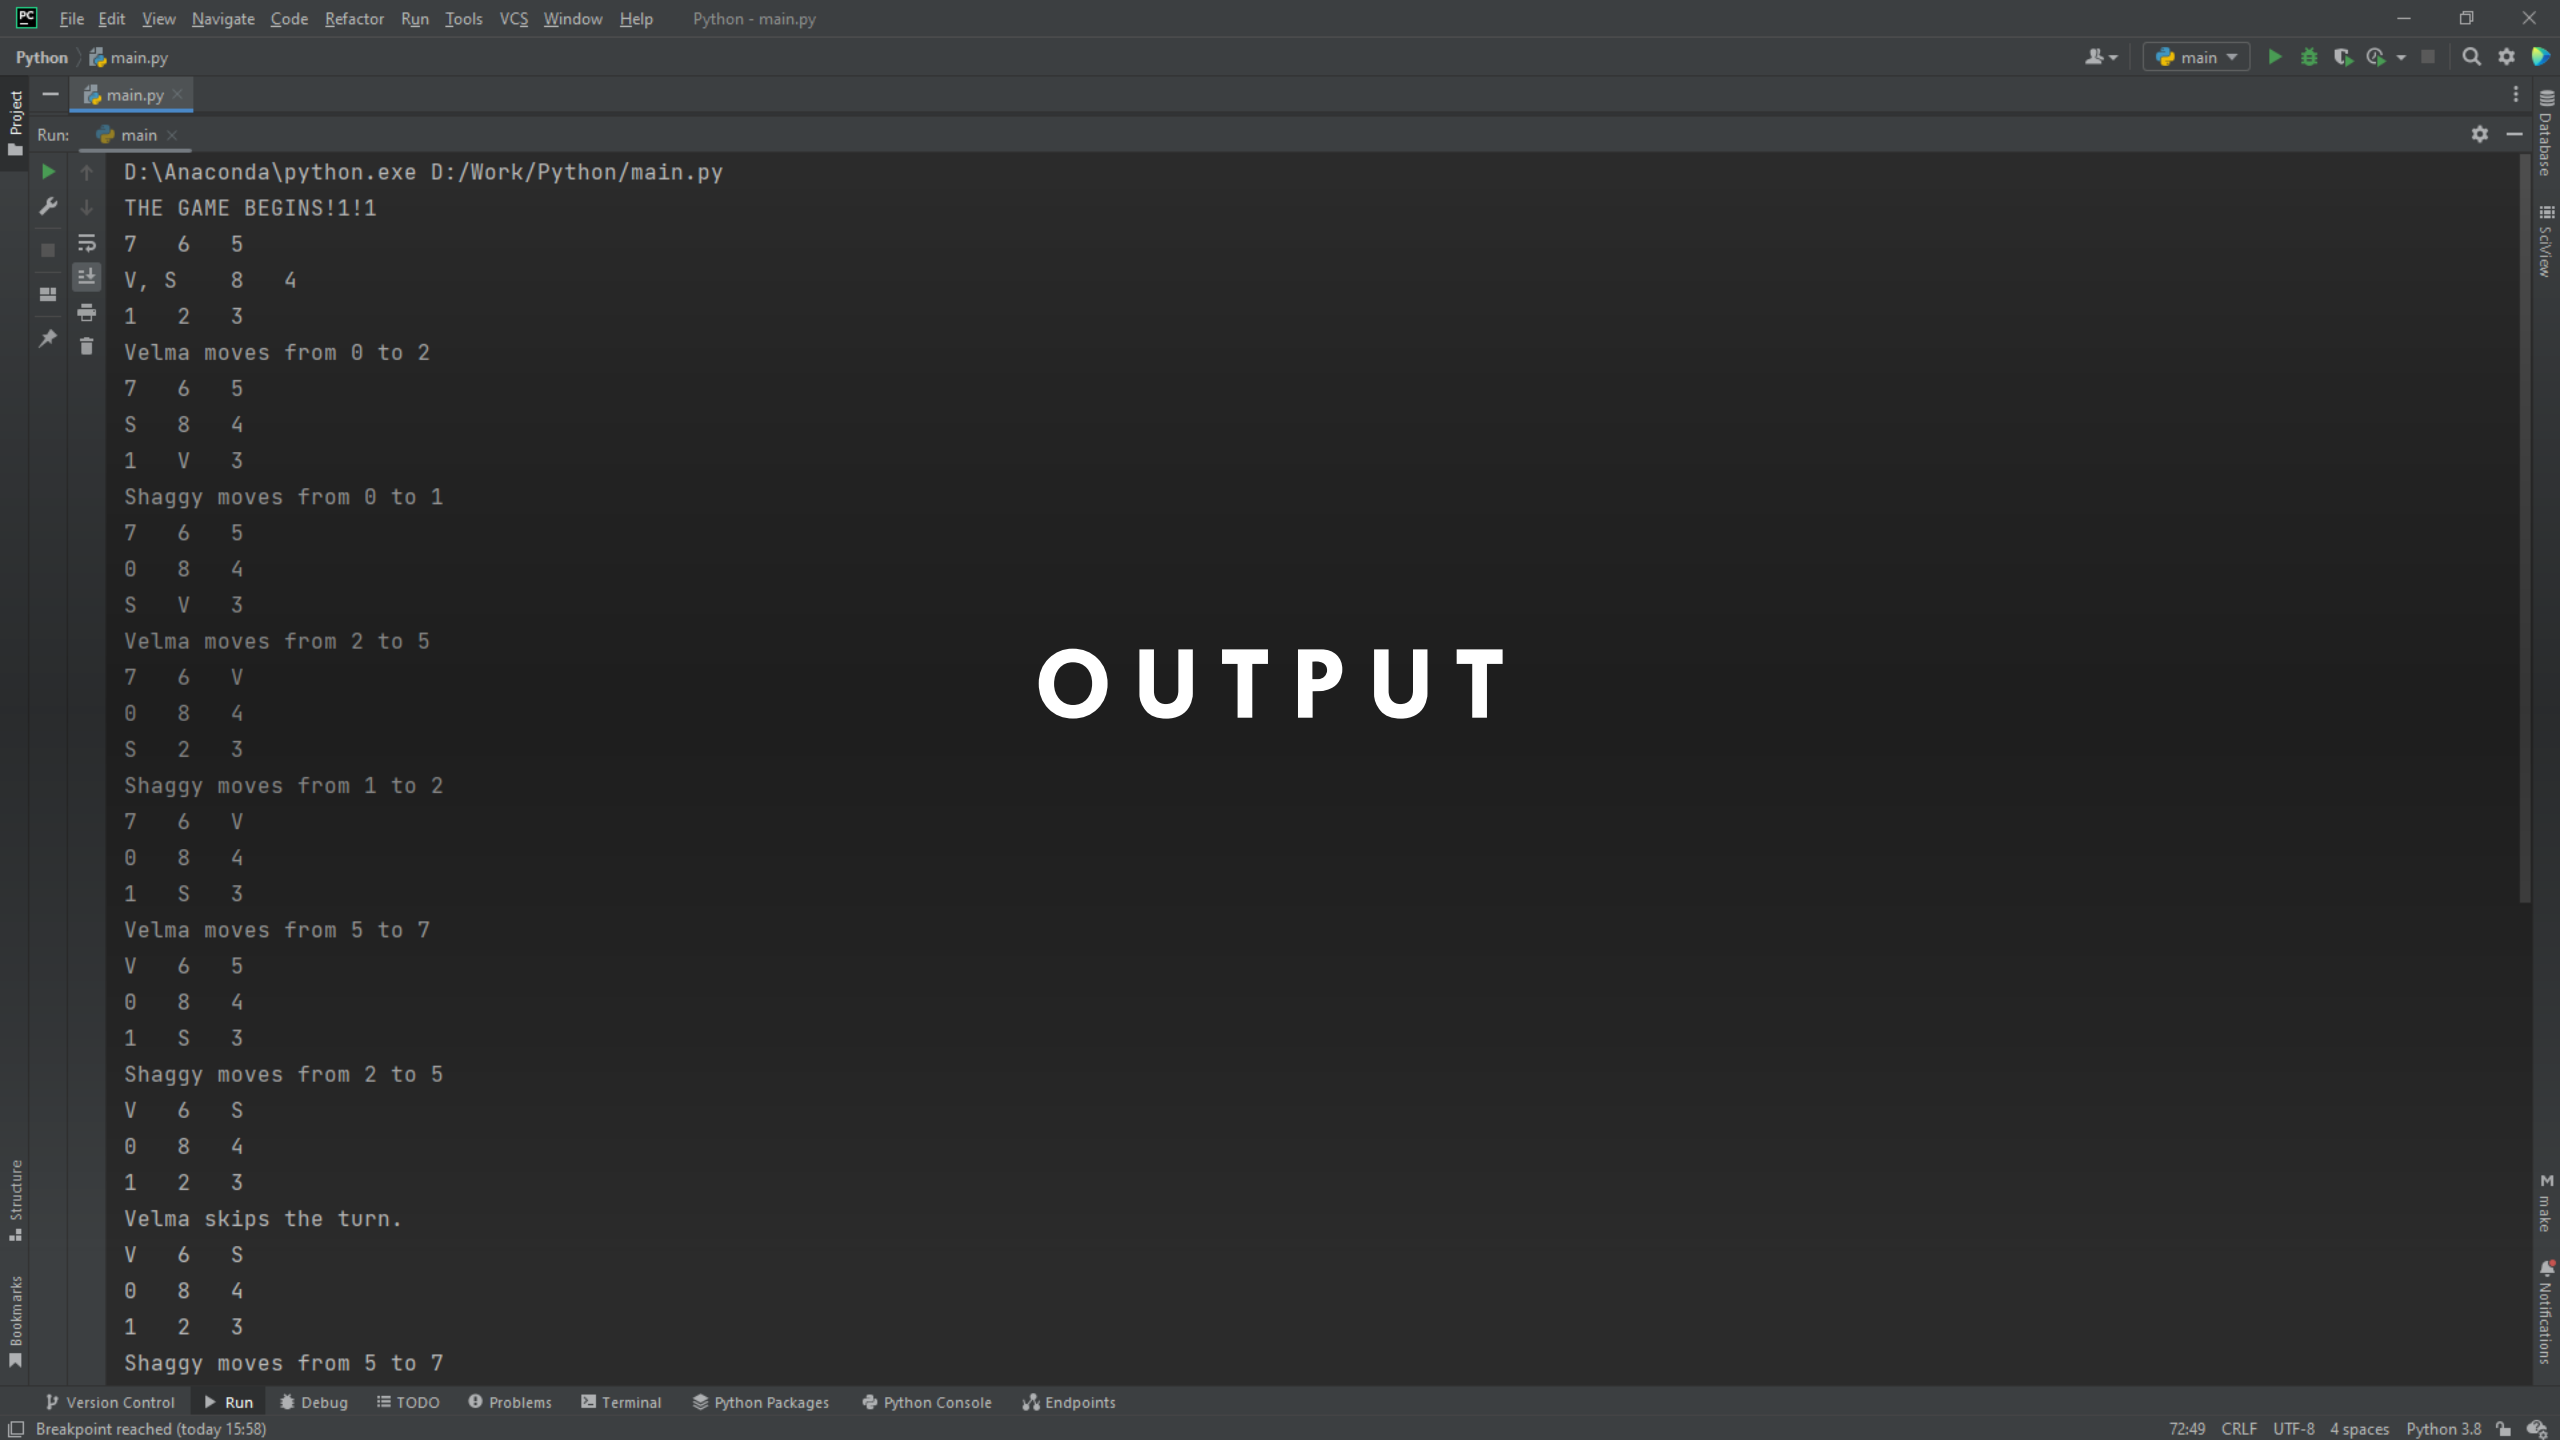 PC File Edit View Navigate Code Refactor Run Tools VCS Window Help Python - main.py
Python main.py main
Project main.py
Run: main
D:\Anaconda\python.exe D:/Work/Python/main.py
THE GAME BEGINS!1!1
7 6 5
V, S 8 4
1 2 3
Velma moves from 0 to 2
7 6 5
S 8 4
1 V 3
Shaggy moves from 0 to 1
7 6 5
0 8 4
S V 3
Velma moves from 2 to 5
7 6 V
0 8 4
S 2 3
Shaggy moves from 1 to 2
7 6 V
0 8 4
1 S 3
Velma moves from 5 to 7
V 6 5
0 8 4
1 S 3
Shaggy moves from 2 to 5
V 6 S
0 8 4
1 2 3
Velma skips the turn.
V 6 S
0 8 4
1 2 3
Shaggy moves from 5 to 7
OUTPUT
Structure
Bookmarks
Database
SciView
M make
Notifications
Version Control Run Debug TODO Problems Terminal Python Packages Python Console Endpoints
Breakpoint reached (today 15:58) 72:49 CRLF UTF-8 4 spaces Python 3.8